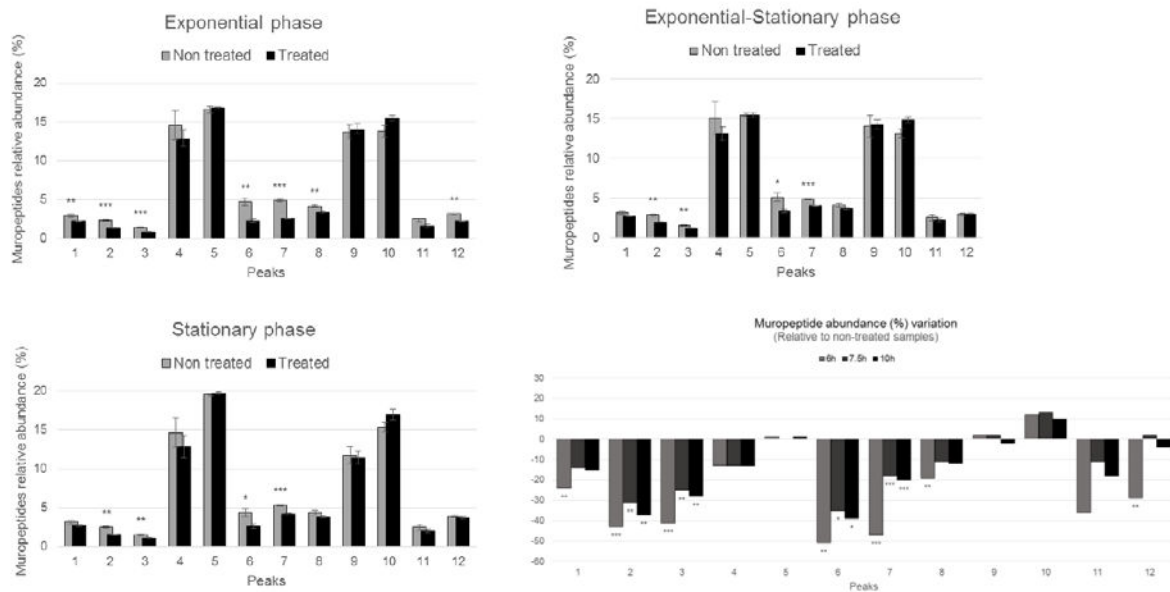 Exponential phase
Non treated Treated
Muropeptides relative abundance (%)
20
15
10
5
0
** *** *** ** *** ** **
1 2 3 4 5 6 7 8 9 10 11 12
Peaks
Exponential-Stationary phase
Non treated Treated
Muropeptides relative abundance (%)
20
15
10
5
0
** ** * ***
1 2 3 4 5 6 7 8 9 10 11 12
Peaks
Stationary phase
Non treated Treated
Muropeptides relative abundance (%)
20
15
10
5
0
** ** * ***
1 2 3 4 5 6 7 8 9 10 11 12
Peaks
Muropeptide abundance (%) variation
(Relative to non-treated samples)
6h 7.5h 10h
30
20
10
0
-10
-20
-30
-40
-50
-60
** *** ** ** *** ** ** ** * * *** *** *** ** **
1 2 3 4 5 6 7 8 9 10 11 12
Peaks